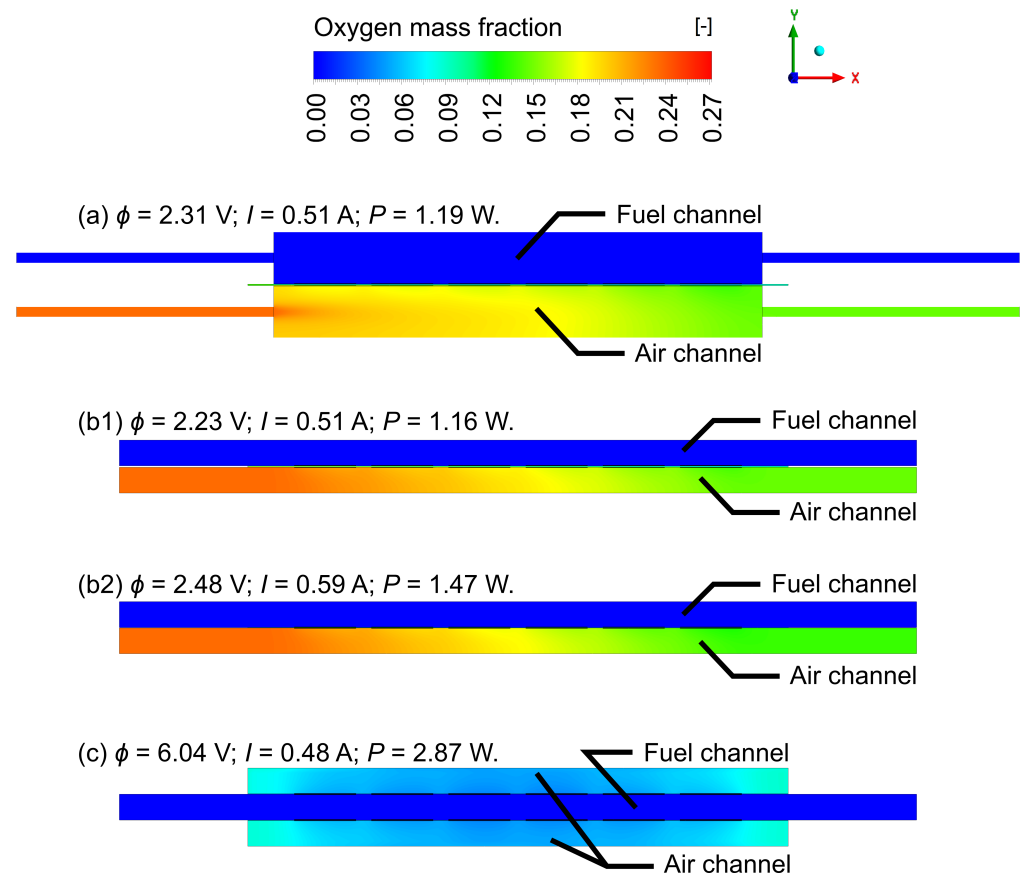 Oxygen mass fraction [-]
0.00 0.03 0.06 0.09 0.12 0.15 0.18 0.21 0.24 0.27
Y
X
(a) ϕ = 2.31 V; I = 0.51 A; P = 1.19 W.
Fuel channel
Air channel
(b1) ϕ = 2.23 V; I = 0.51 A; P = 1.16 W.
Fuel channel
Air channel
(b2) ϕ = 2.48 V; I = 0.59 A; P = 1.47 W.
Fuel channel
Air channel
(c) ϕ = 6.04 V; I = 0.48 A; P = 2.87 W.
Fuel channel
Air channel